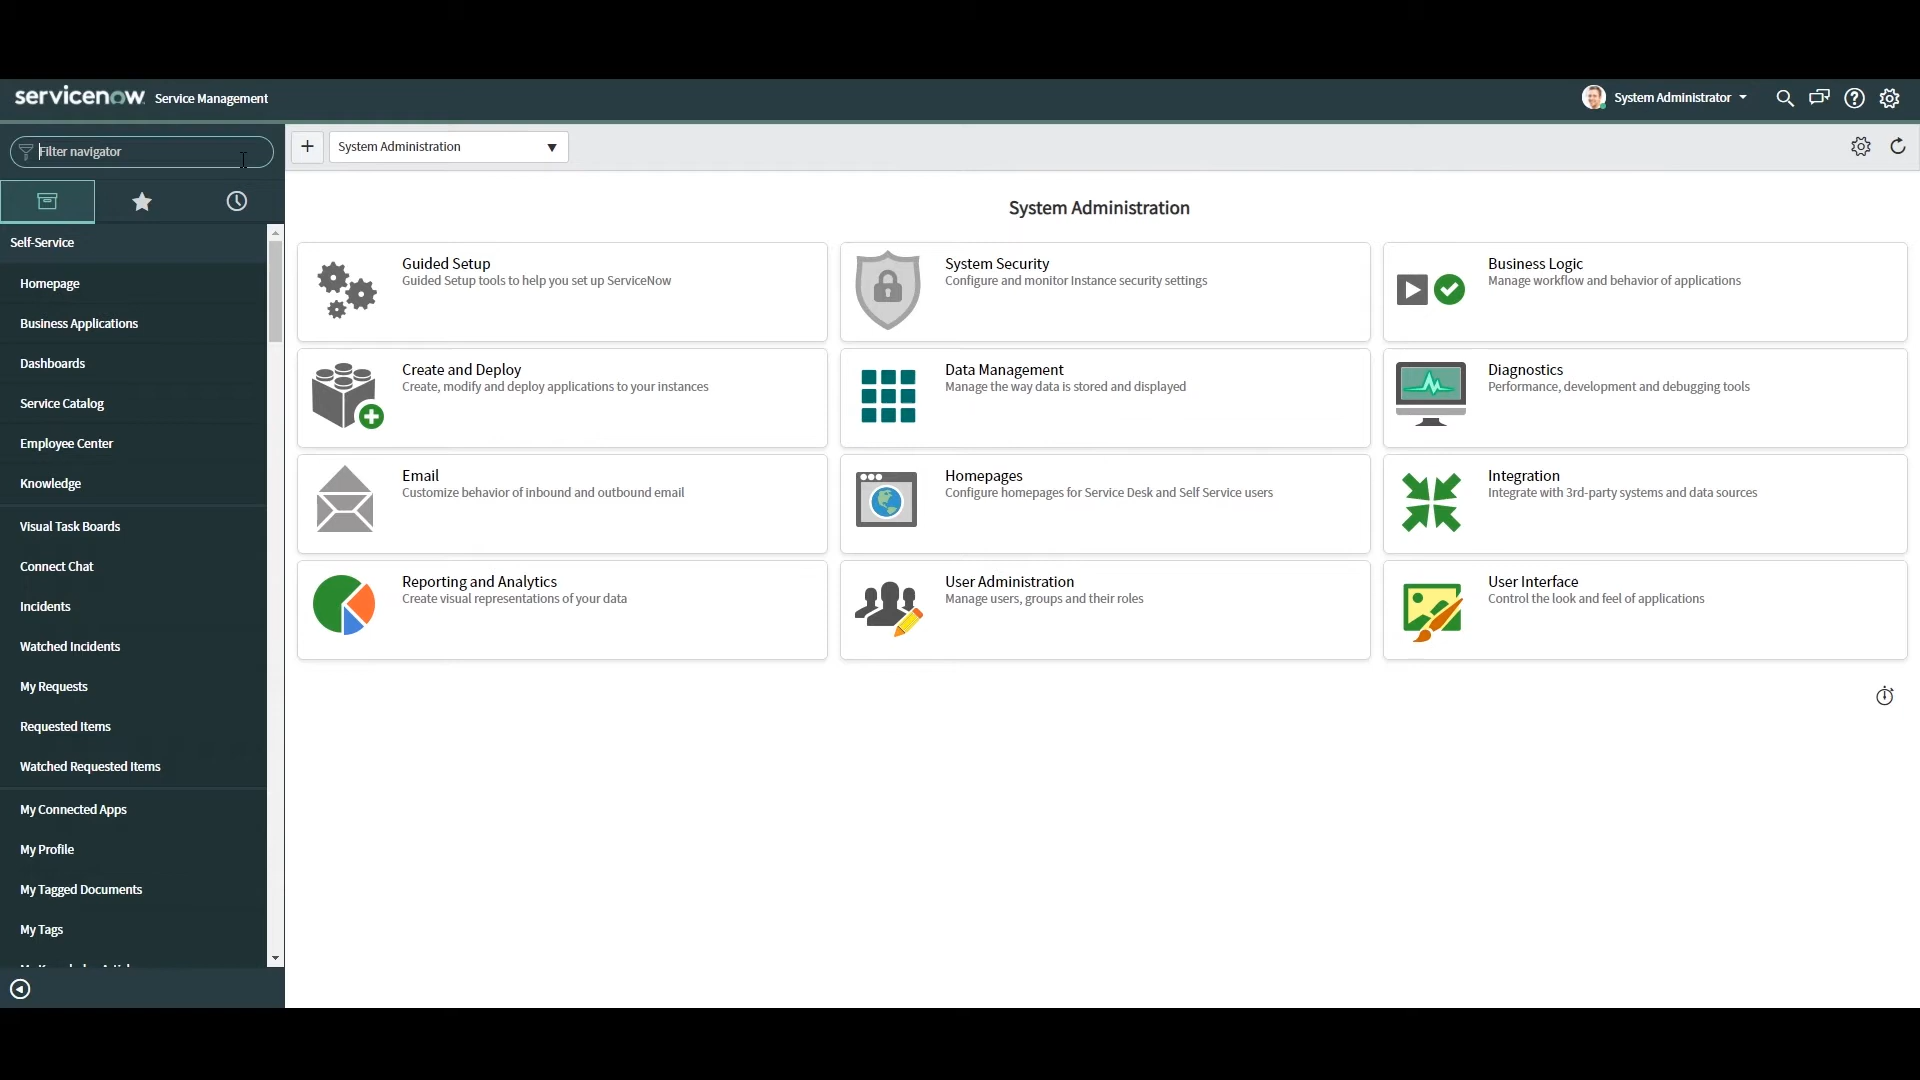 servicenow Service Management
System Administrator
Filter navigator
System Administration
Self-Service
Homepage
Business Applications
Dashboards
Service Catalog
Employee Center
Knowledge
Visual Task Boards
Connect Chat
Incidents
Watched Incidents
My Requests
Requested Items
Watched Requested Items
My Connected Apps
My Profile
My Tagged Documents
My Tags
System Administration
Guided Setup
Guided Setup tools to help you set up ServiceNow
System Security
Configure and monitor Instance security settings
Business Logic
Manage workflow and behavior of applications
Create and Deploy
Create, modify and deploy applications to your instances
Data Management
Manage the way data is stored and displayed
Diagnostics
Performance, development and debugging tools
Email
Customize behavior of inbound and outbound email
Homepages
Configure homepages for Service Desk and Self Service users
Integration
Integrate with 3rd-party systems and data sources
Reporting and Analytics
Create visual representations of your data
User Administration
Manage users, groups and their roles
User Interface
Control the look and feel of applications